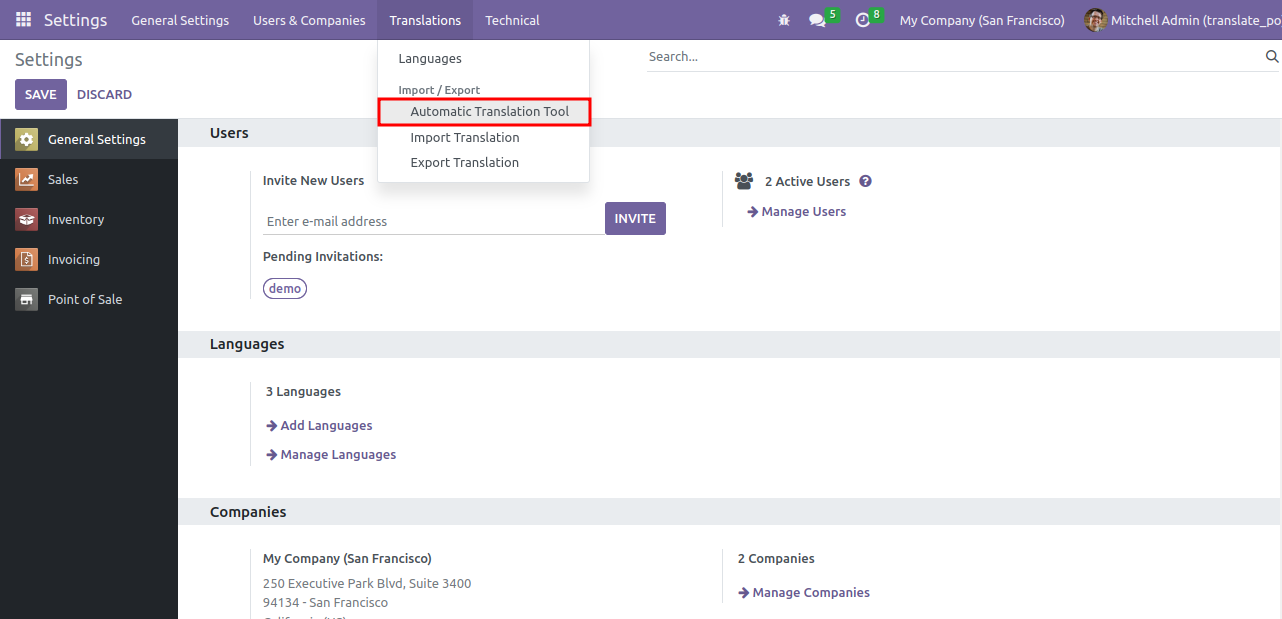 Settings General Settings Users & Companies Translations Technical 5 8 My Company (San Francisco) Mitchell Admin (translate_po
Settings
Languages
Search...
SAVE DISCARD
Import / Export
Automatic Translation Tool
Import Translation
Export Translation
General Settings
Sales
Inventory
Invoicing
Point of Sale
Users
Invite New Users
Enter e-mail address INVITE
Pending Invitations:
demo
2 Active Users ?
Manage Users
Languages
3 Languages
Add Languages
Manage Languages
Companies
My Company (San Francisco)
250 Executive Park Blvd, Suite 3400
94134 - San Francisco
2 Companies
Manage Companies